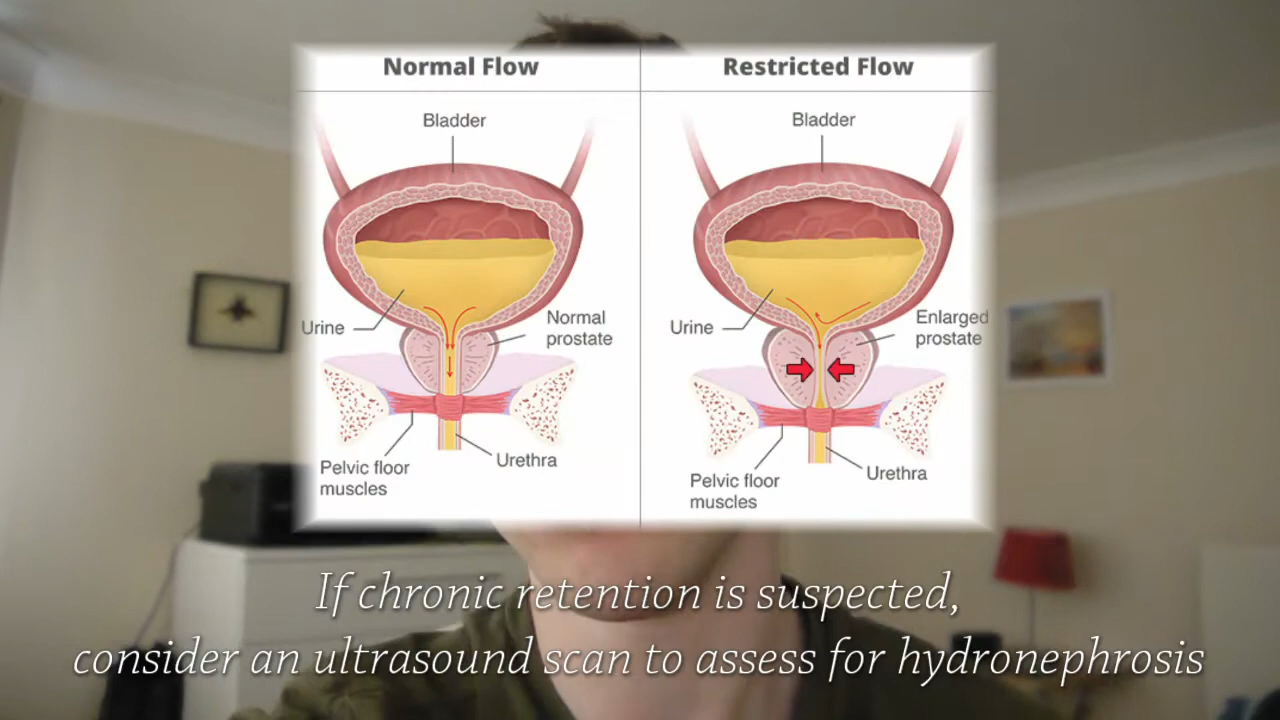 Normal Flow
Bladder
Urine
Normal
prostate
Pelvic floor
muscles
Urethra
Restricted Flow
Bladder
Urine
Enlarged
prostate
Pelvic floor
muscles
Urethra
If chronic retention is suspected,
consider an ultrasound scan to assess for hydronephrosis